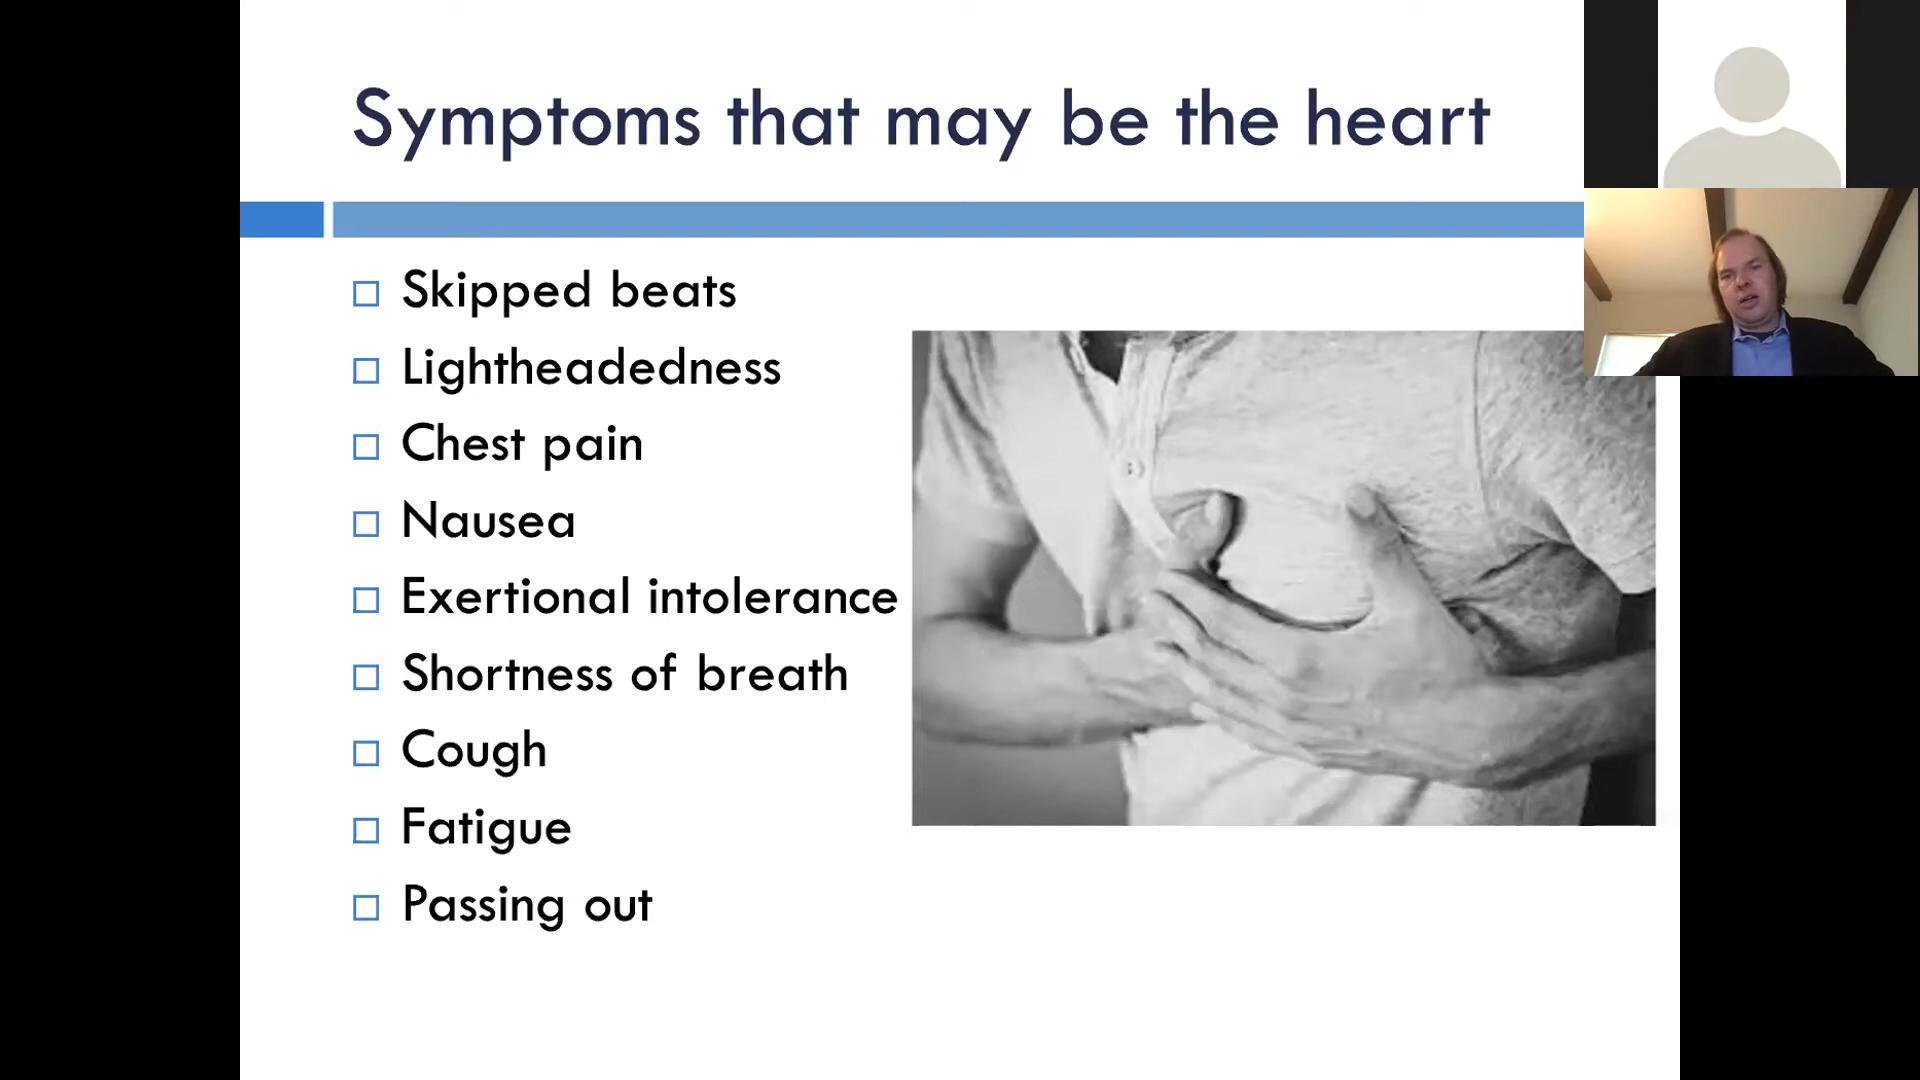 Symptoms that may be the heart
Skipped beats
Lightheadedness
Chest pain
Nausea
Exertional intolerance
Shortness of breath
Cough
Fatigue
Passing out